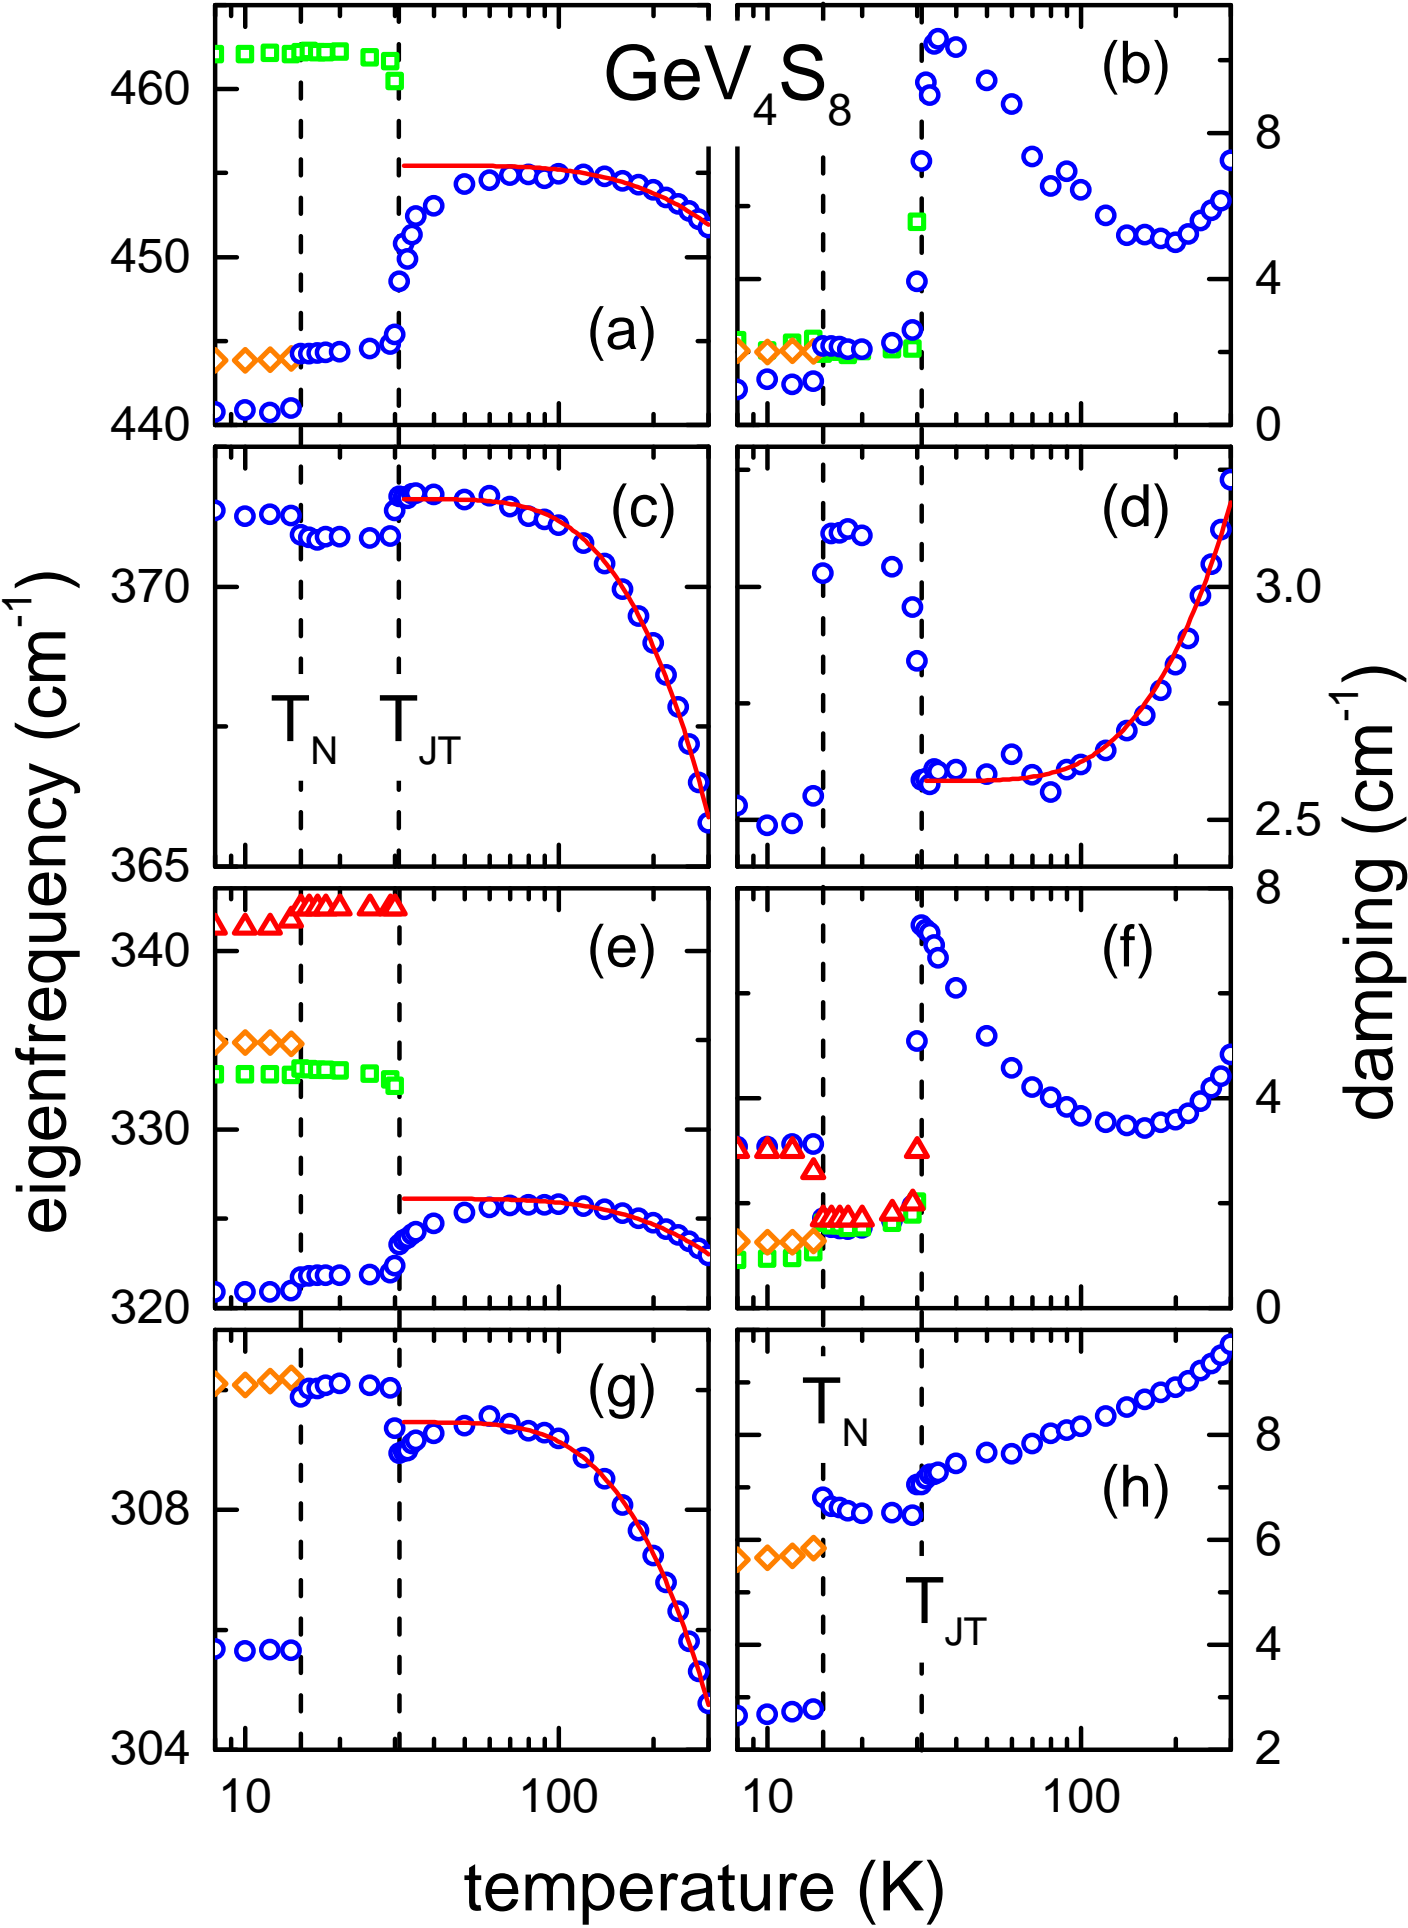 GeV4S8
(a)
460
450
440
(b)
8
4
0
(c)
370
365
TN
TJT
(d)
3.0
2.5
(e)
340
330
320
(f)
8
4
0
(g)
308
304
10
100
(h)
TN
TJT
8
6
4
2
10
100
eigenfrequency (cm-1)
damping (cm-1)
temperature (K)